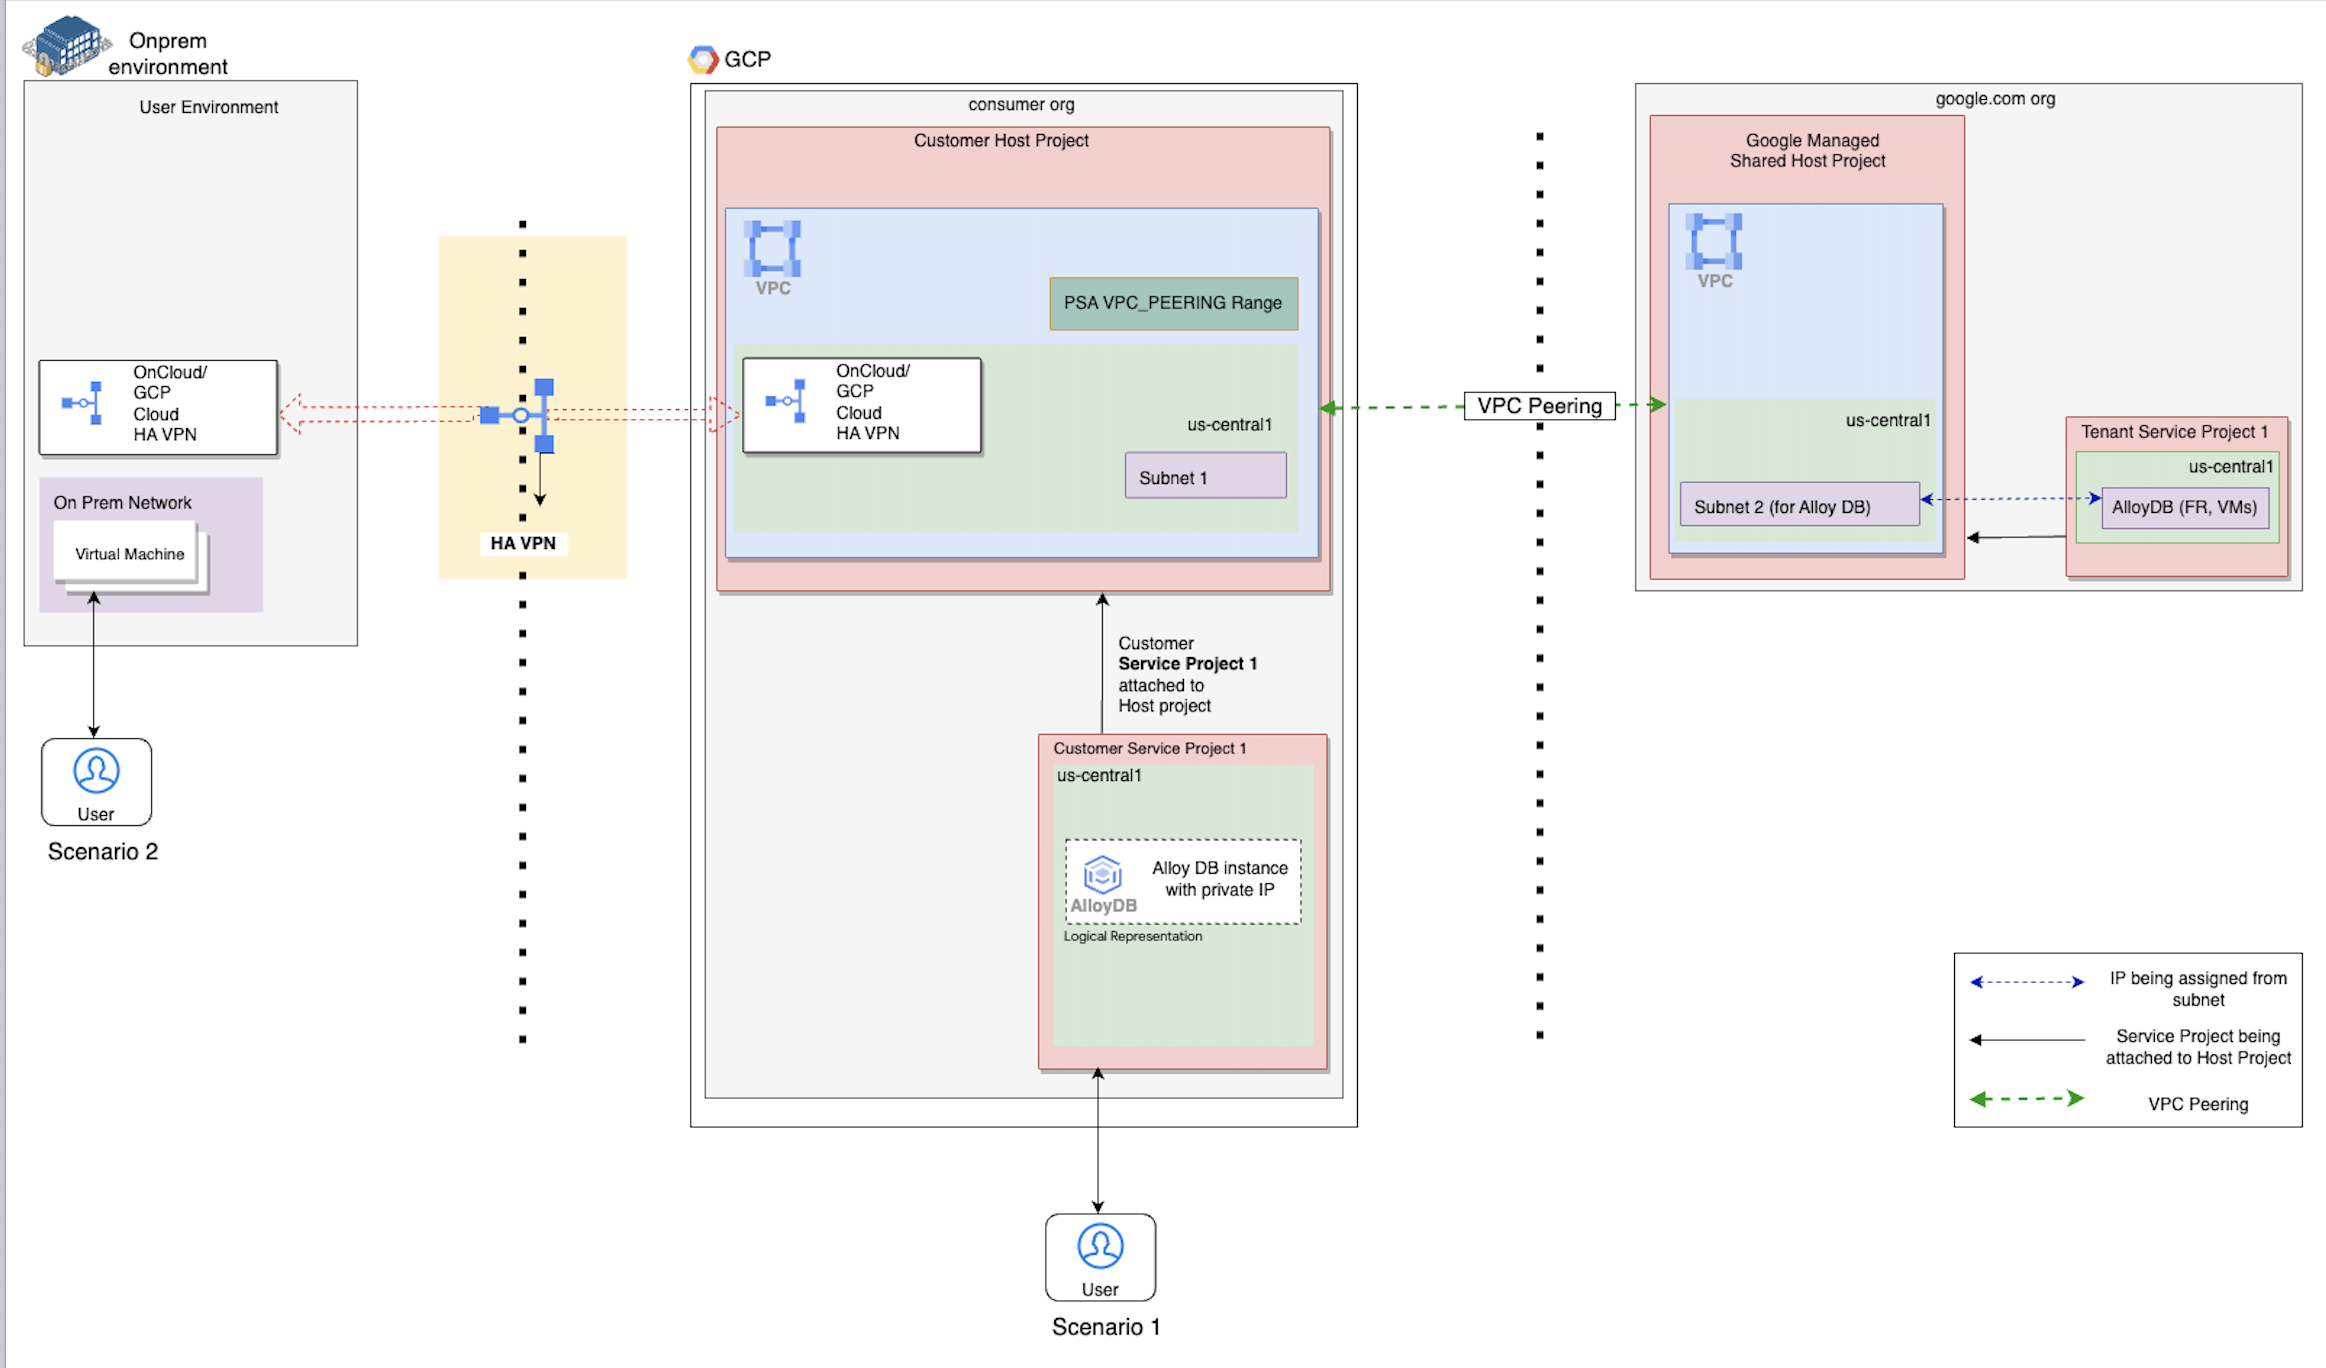 Onprem
environment
User Environment
OnCloud/
GCP
Cloud
HA VPN
On Prem Network
Virtual Machine
User
Scenario 2
HA VPN
GCP
consumer org
Customer Host Project
VPC
PSA VPC_PEERING Range
OnCloud/
GCP
Cloud
HA VPN
us-central1
Subnet 1
Customer
Service Project 1
attached to
Host project
Customer Service Project 1
us-central1
Alloy DB instance
with private IP
AlloyDB
Logical Representation
User
Scenario 1
VPC Peering
google.com org
Google Managed
Shared Host Project
VPC
us-central1
Subnet 2 (for Alloy DB)
Tenant Service Project 1
us-central1
AlloyDB (FR, VMs)
IP being assigned from
subnet
Service Project being
attached to Host Project
VPC Peering